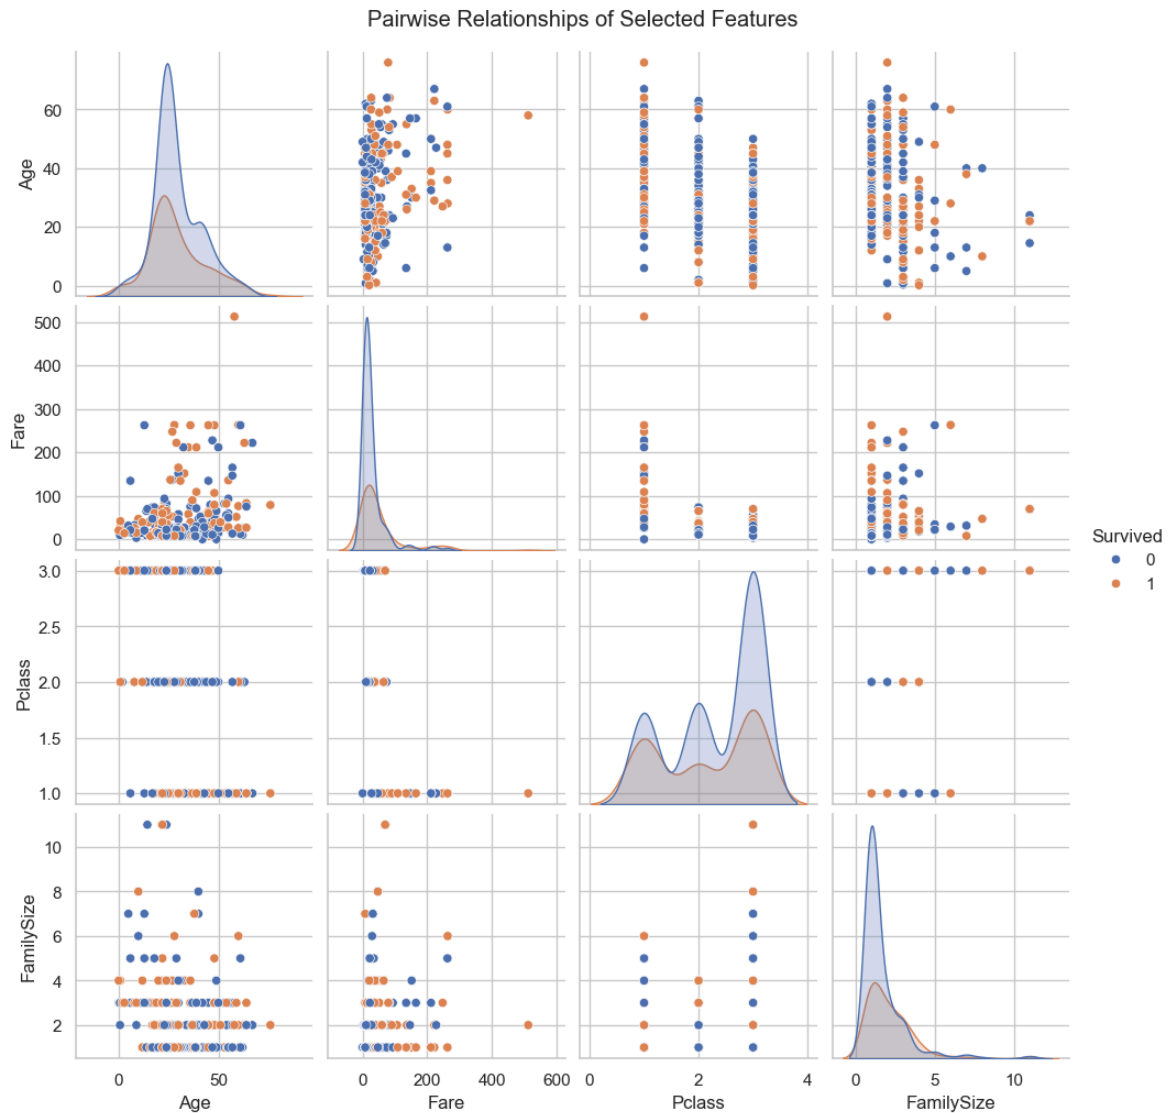 Pairwise Relationships of Selected Features
60
40
20
0
Age
500
400
300
200
100
0
Fare
Survived
0
1
3.0
2.5
2.0
1.5
1.0
Pclass
10
8
6
4
2
FamilySize
0 50
0 200 400 600
0 2 4
0 5 10
Age Fare Pclass FamilySize